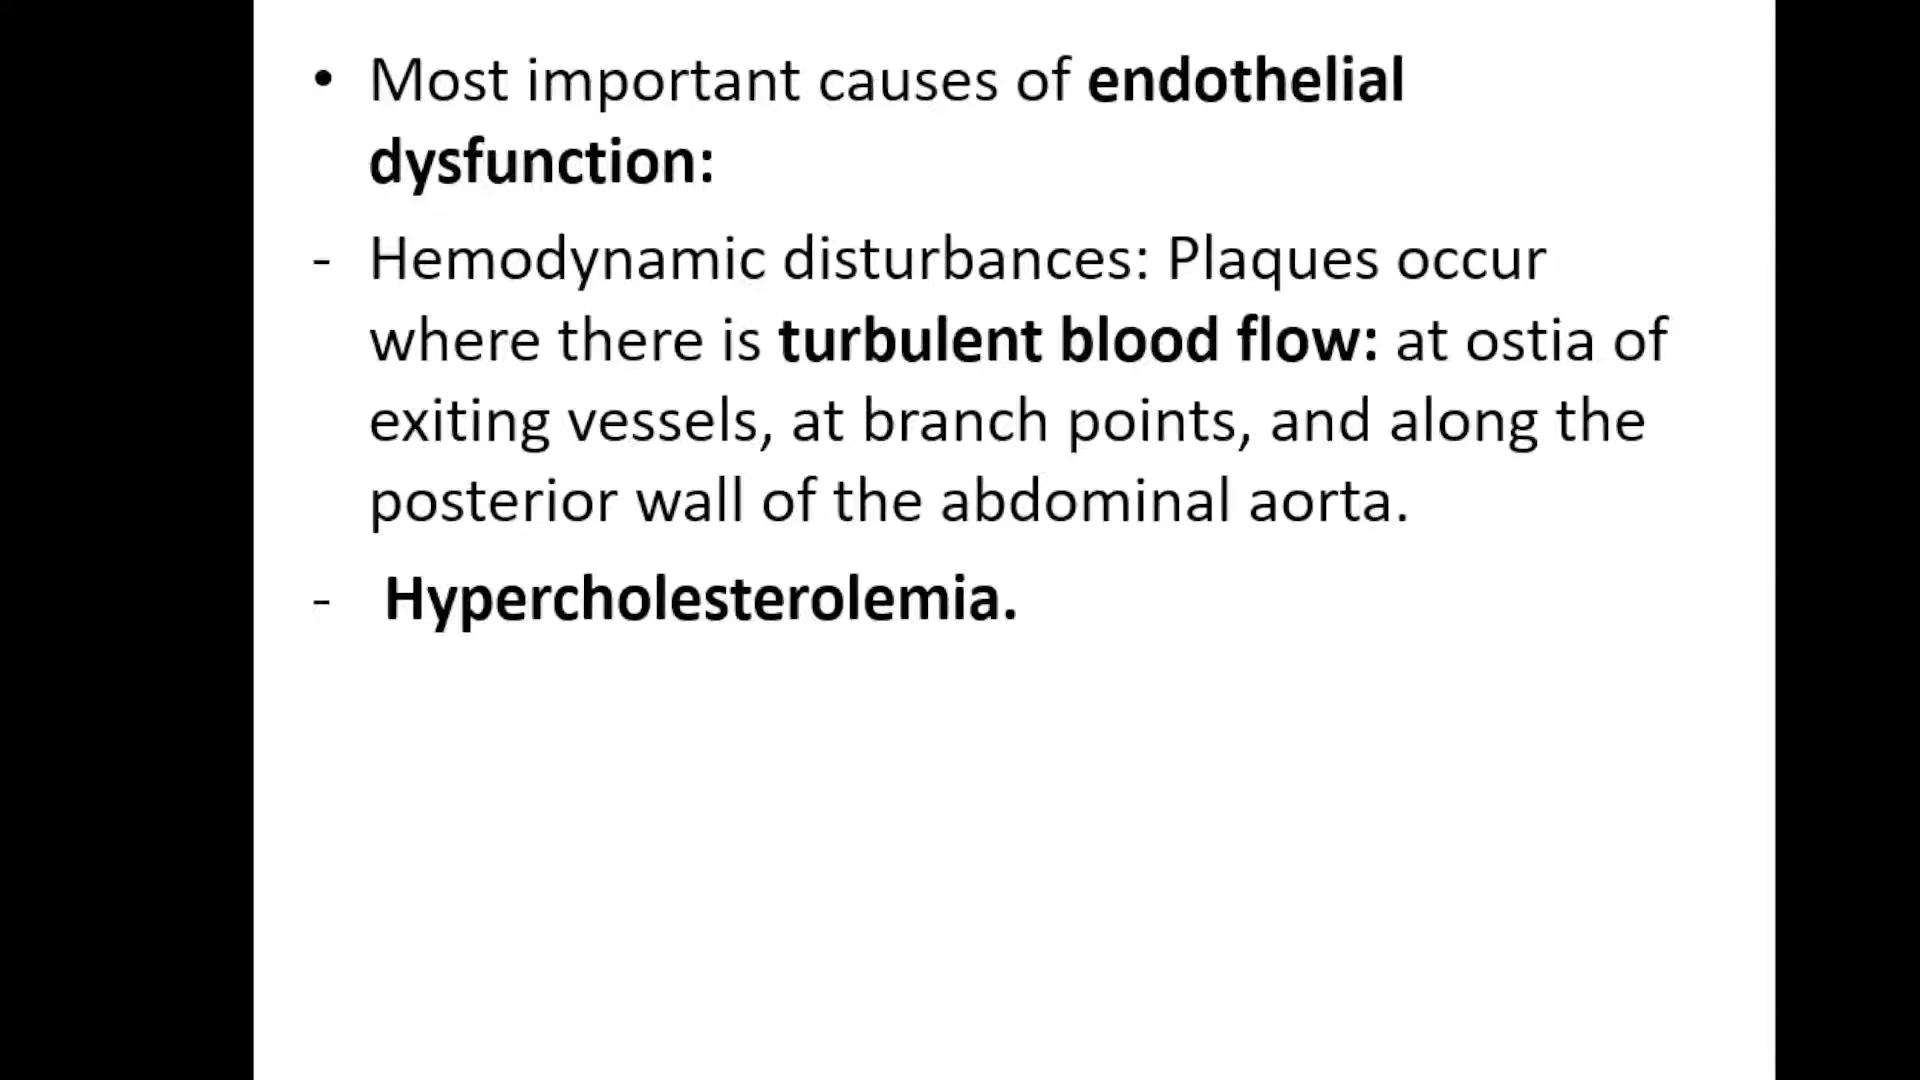 • Most important causes of endothelial
dysfunction:
- Hemodynamic disturbances: Plaques occur
where there is turbulent blood flow: at ostia of
exiting vessels, at branch points, and along the
posterior wall of the abdominal aorta.
- Hypercholesterolemia.